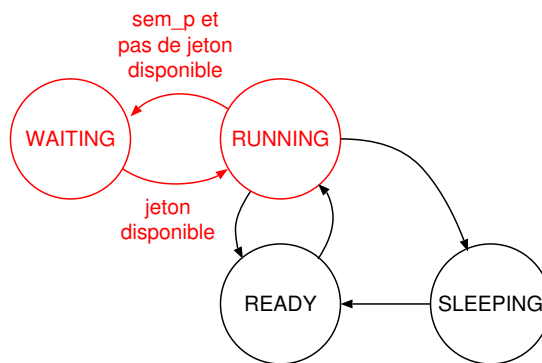 sem_p et
pas de jeton
disponible
WAITING
RUNNING
jeton
disponible
READY
SLEEPING